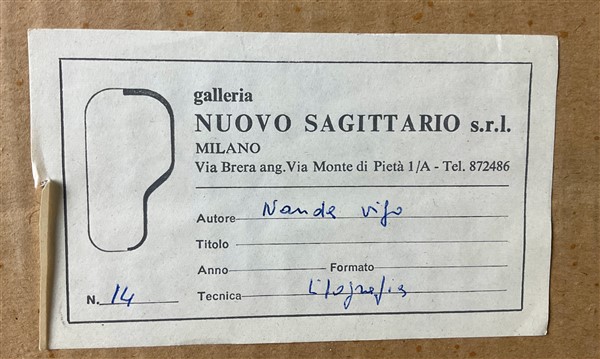 galleria
NUOVO SAGITTARIO s.r.l.
MILANO
Via Brera ang. Via Monte di Pietà 1/A - Tel. 872486
Autore Nanda Vigo
Titolo
Anno Formato
N. 14 Tecnica Litografia